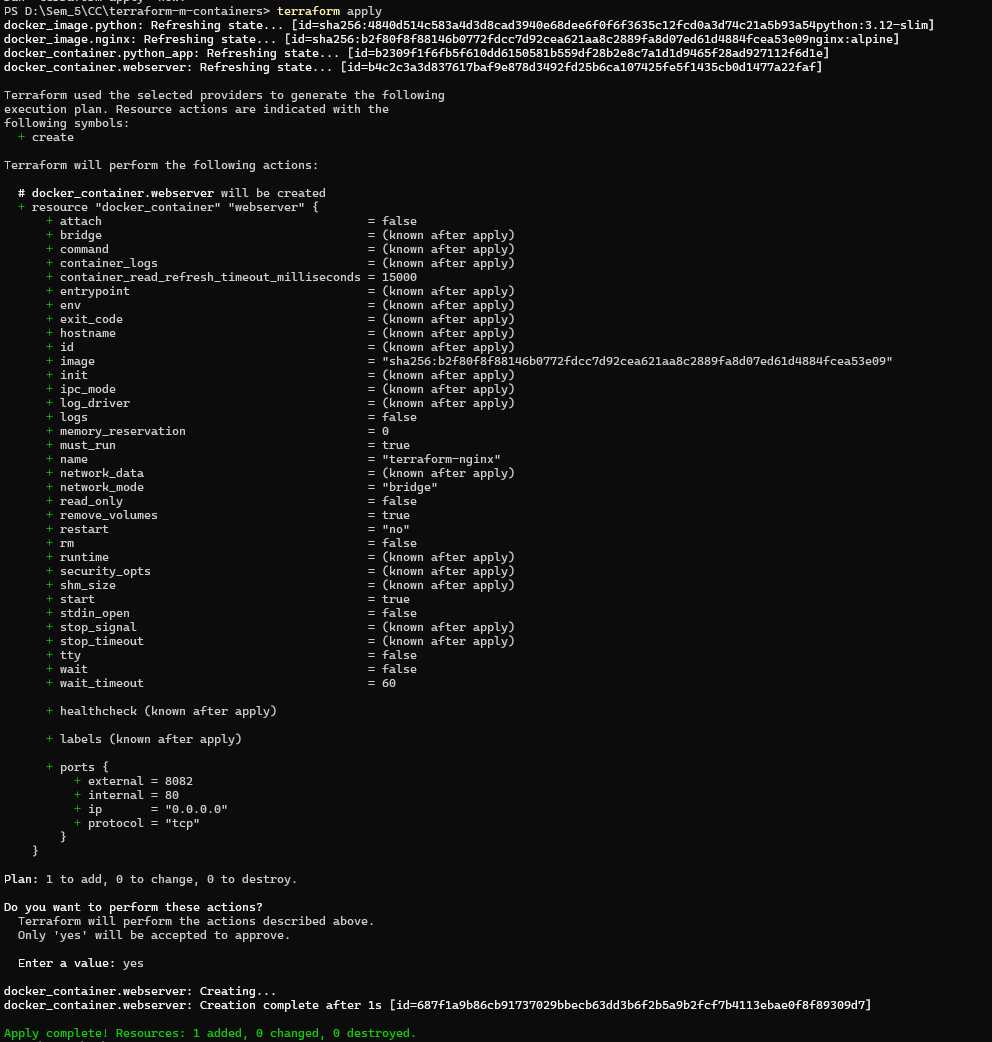 PS D:\Sem_5\CC\terraform-m-containers> terraform apply
docker_image.python: Refreshing state... [id=sha256:4840d514c583a4d3d8cad3940e68dee6f0f6f3635c12fcd0a3d74c21a5b93a54python:3.12-slim]
docker_image.nginx: Refreshing state... [id=sha256:b2f80f8f88146b0772fdcc7d92cea621aa8c2889fa8d07ed61d4884fcea53e09nginx:alpine]
docker_container.python_app: Refreshing state... [id=b2309f1f6fb5f610dd6150581b559df28b2e8c7a1d1d9465f28ad927112f6d1e]
docker_container.webserver: Refreshing state... [id=b4c2c3a3d837617baf9e878d3492fd25b6ca107425fe5f1435cb0d1477a22faf]
Terraform used the selected providers to generate the following
execution plan. Resource actions are indicated with the
following symbols:
+ create
Terraform will perform the following actions:
# docker_container.webserver will be created
+ resource "docker_container" "webserver" {
+ attach = false
+ bridge = (known after apply)
+ command = (known after apply)
+ container_logs = (known after apply)
+ container_read_refresh_timeout_milliseconds = 15000
+ entrypoint = (known after apply)
+ env = (known after apply)
+ exit_code = (known after apply)
+ hostname = (known after apply)
+ id = (known after apply)
+ image = "sha256:b2f80f8f88146b0772fdcc7d92cea621aa8c2889fa8d07ed61d4884fcea53e09"
+ init = (known after apply)
+ ipc_mode = (known after apply)
+ log_driver = (known after apply)
+ logs = false
+ memory_reservation = 0
+ must_run = true
+ name = "terraform-nginx"
+ network_data = (known after apply)
+ network_mode = "bridge"
+ read_only = false
+ remove_volumes = true
+ restart = "no"
+ rm = false
+ runtime = (known after apply)
+ security_opts = (known after apply)
+ shm_size = (known after apply)
+ start = true
+ stdin_open = false
+ stop_signal = (known after apply)
+ stop_timeout = (known after apply)
+ tty = false
+ wait = false
+ wait_timeout = 60
+ healthcheck (known after apply)
+ labels (known after apply)
+ ports {
+ external = 8082
+ internal = 80
+ ip = "0.0.0.0"
+ protocol = "tcp"
}
}
Plan: 1 to add, 0 to change, 0 to destroy.
Do you want to perform these actions?
Terraform will perform the actions described above.
Only 'yes' will be accepted to approve.
Enter a value: yes
docker_container.webserver: Creating...
docker_container.webserver: Creation complete after 1s [id=687f1a9b86cb91737029bbecb63dd3b6f2b5a9b2fcf7b4113ebae0f8f89309d7]
Apply complete! Resources: 1 added, 0 changed, 0 destroyed.